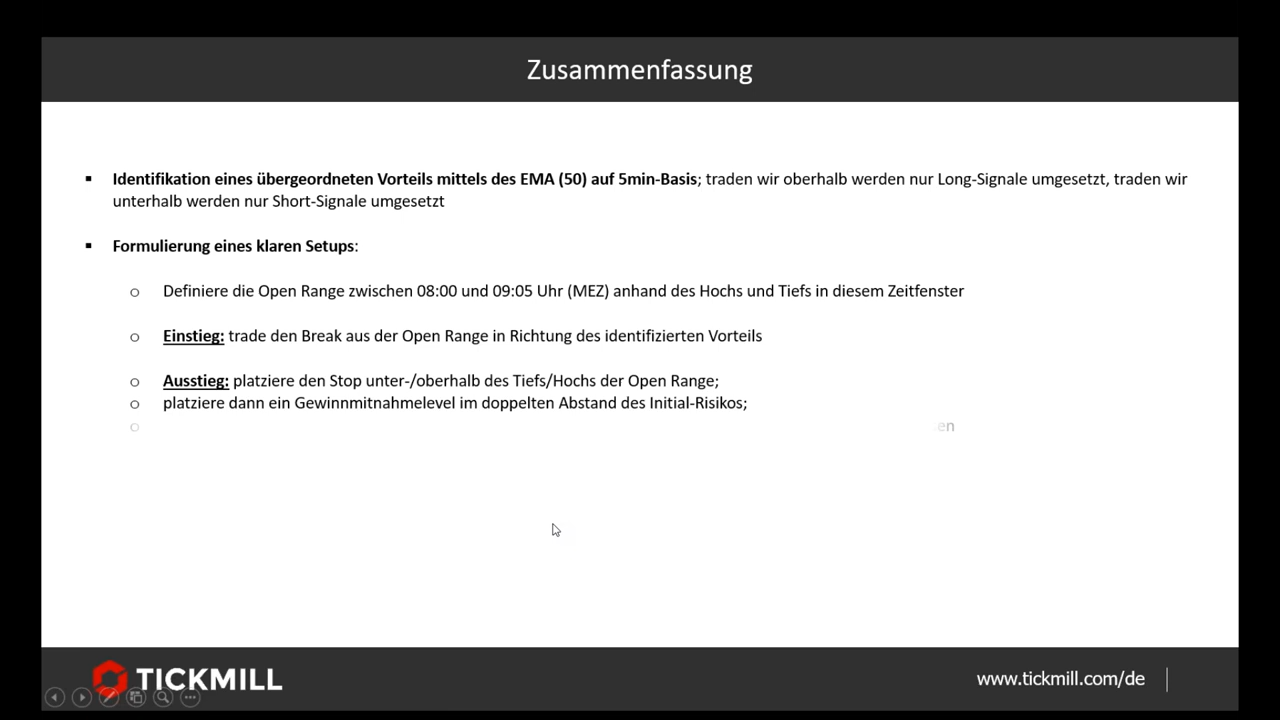 Zusammenfassung
▪ Identifikation eines übergeordneten Vorteils mittels des EMA (50) auf 5min-Basis; traden wir oberhalb werden nur Long-Signale umgesetzt, traden wir
unterhalb werden nur Short-Signale umgesetzt
▪ Formulierung eines klaren Setups:
o Definiere die Open Range zwischen 08:00 und 09:05 Uhr (MEZ) anhand des Hochs und Tiefs in diesem Zeitfenster
o Einstieg: trade den Break aus der Open Range in Richtung des identifizierten Vorteils
o Ausstieg: platziere den Stop unter-/oberhalb des Tiefs/Hochs der Open Range;
o platziere dann ein Gewinnmitnahmelevel im doppelten Abstand des Initial-Risikos;
o en
TICKMILL
www.tickmill.com/de